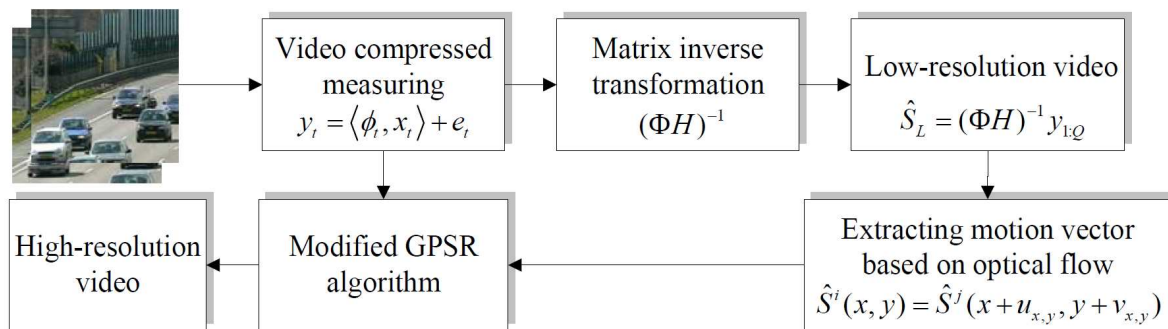 Video compressed
measuring
y_t = ⟨ϕ_t, x_t⟩ + e_t
Matrix inverse
transformation
(ΦH)^{-1}
Low-resolution video
Ŝ_L = (ΦH)^{-1} y_{1:Q}
High-resolution
video
Modified GPSR
algorithm
Extracting motion vector
based on optical flow
Ŝ^i(x, y) = Ŝ^j(x + u_{x,y}, y + v_{x,y})